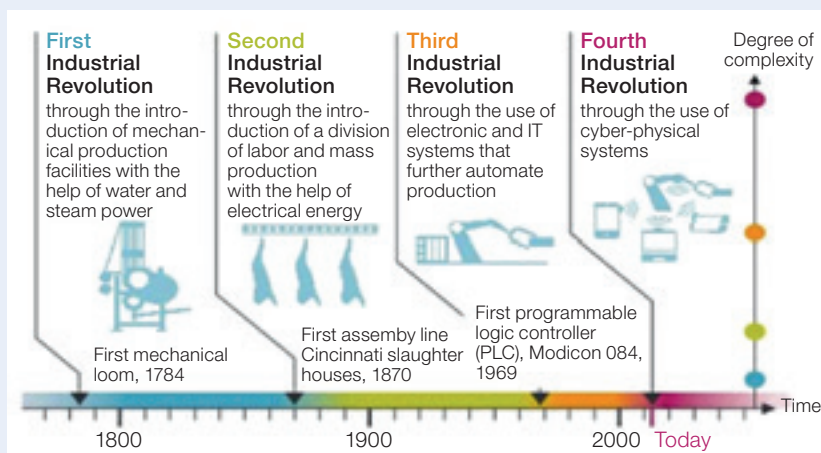 First
Industrial
Revolution
through the intro-
duction of mechan-
ical production
facilities with the
help of water and
steam power
Second
Industrial
Revolution
through the intro-
duction of a division
of labor and mass
production
with the help of
electrical energy
Third
Industrial
Revolution
through the use of
electronic and IT
systems that
further automate
production
Fourth
Industrial
Revolution
through the use of
cyber-physical
systems
Degree of
complexity
First mechanical
loom, 1784
First assemby line
Cincinnati slaughter
houses, 1870
First programmable
logic controller
(PLC), Modicon 084,
1969
Time
1800
1900
2000
Today